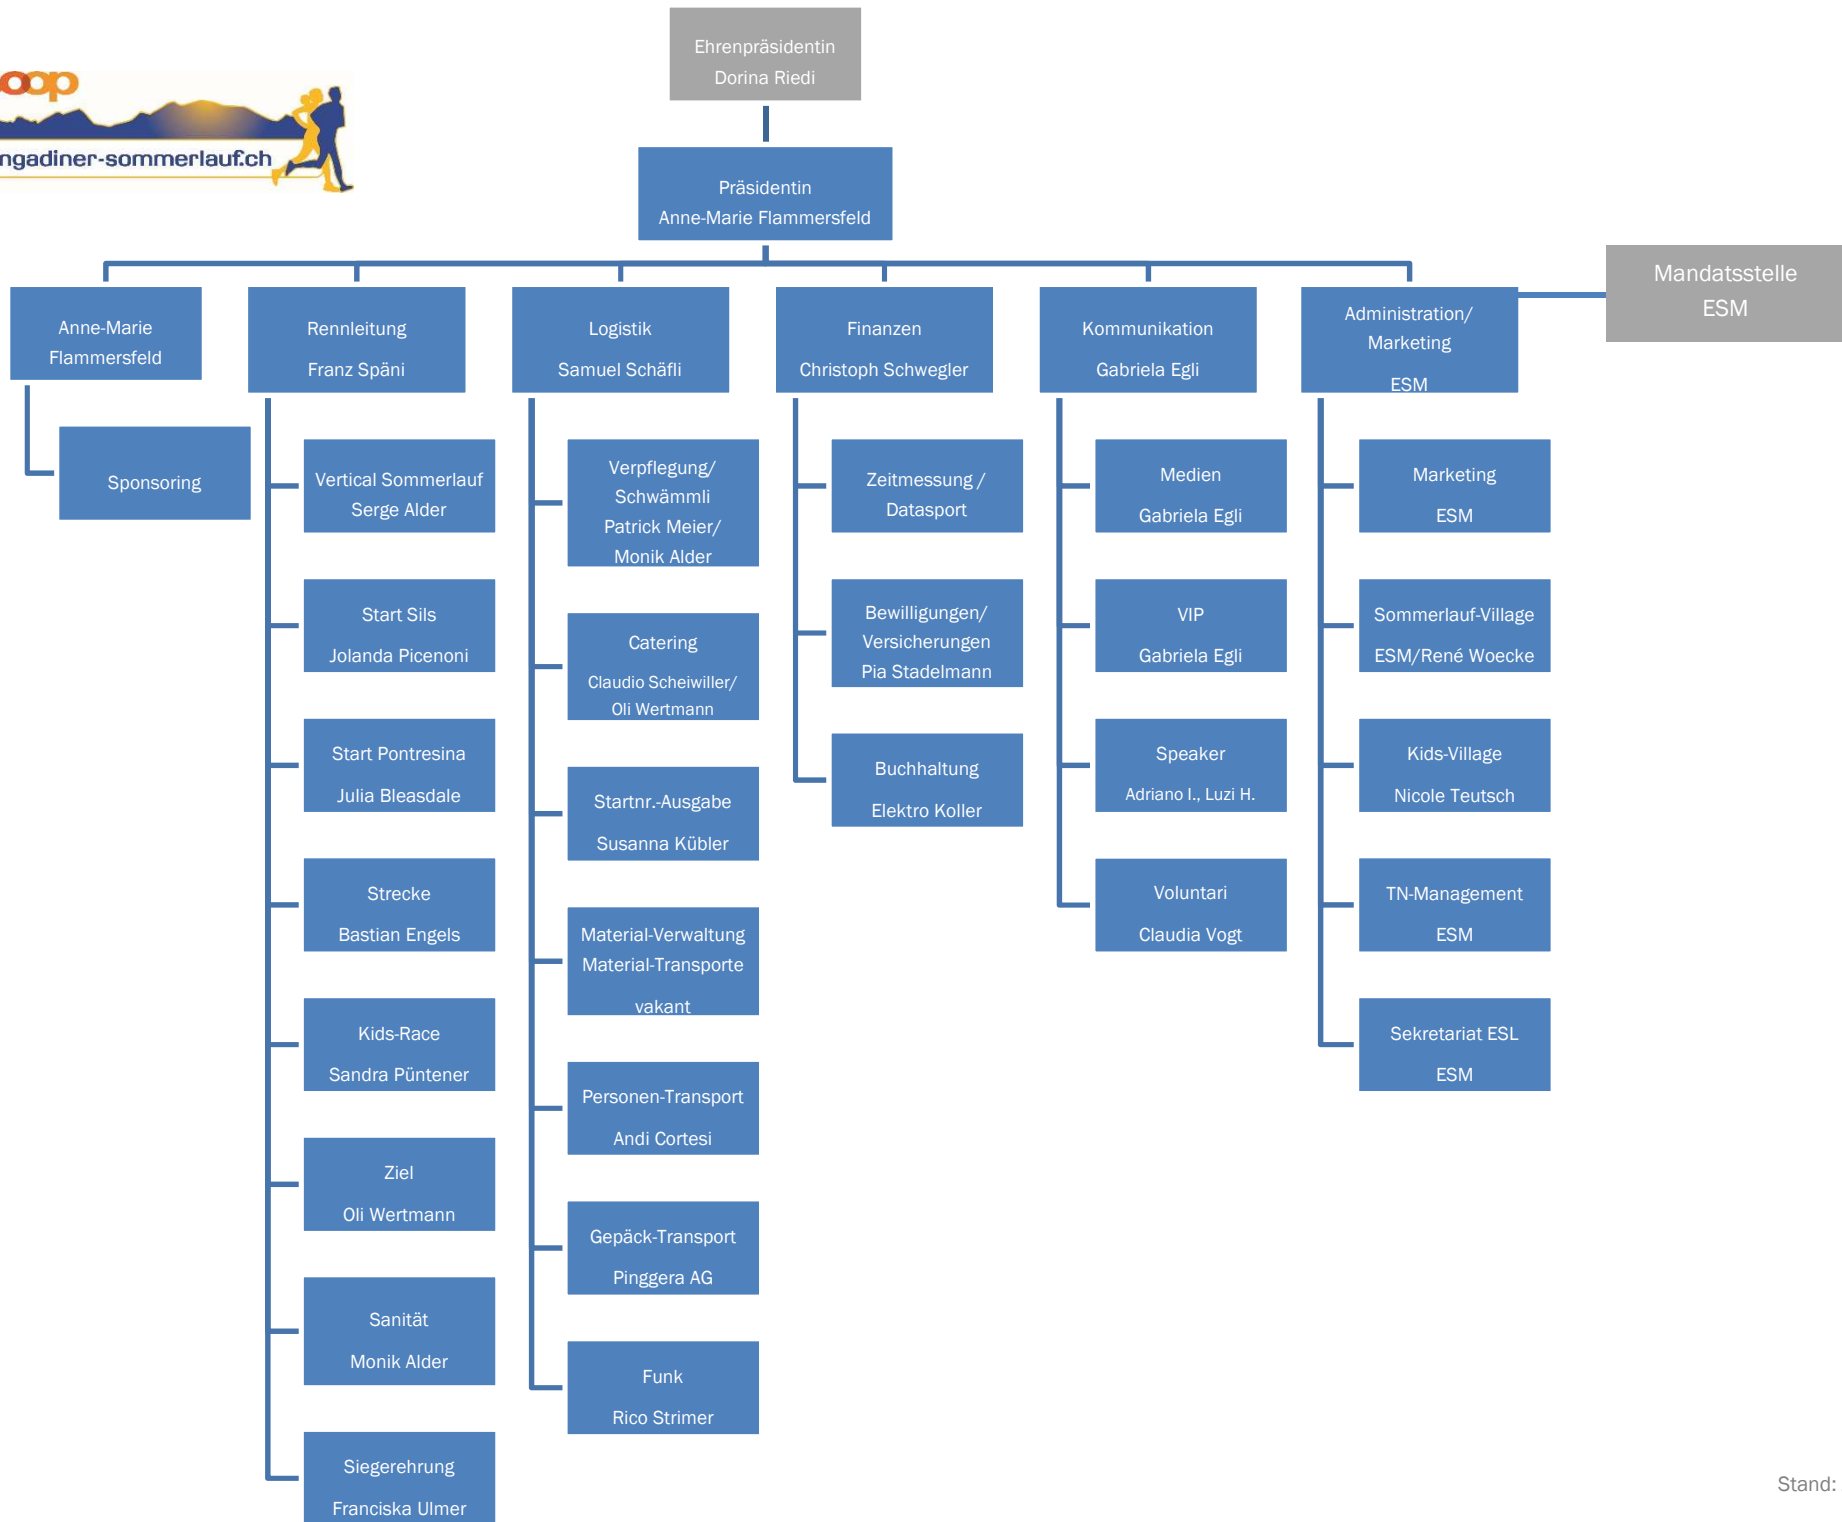 Ehrenpräsidentin
Dorina Riedi
oop
ngadiner-sommerlauf.ch
Präsidentin
Anne-Marie Flammersfeld
Mandatsstelle
ESM
Anne-Marie
Flammersfeld
Sponsoring
Rennleitung
Franz Späni
Vertical Sommerlauf
Serge Alder
Start Sils
Jolanda Picenoni
Start Pontresina
Julia Bleasdale
Strecke
Bastian Engels
Kids-Race
Sandra Püntener
Ziel
Oli Wertmann
Sanität
Monik Alder
Siegerehrung
Franciska Ulmer
Logistik
Samuel Schäfli
Verpflegung/
Schwämmli
Patrick Meier/
Monik Alder
Catering
Claudio Scheiwiller/
Oli Wertmann
Startnr.-Ausgabe
Susanna Kübler
Material-Verwaltung
Material-Transporte
vakant
Personen-Transport
Andi Cortesi
Gepäck-Transport
Pinggera AG
Funk
Rico Strimer
Finanzen
Christoph Schwegler
Zeitmessung /
Datasport
Bewilligungen/
Versicherungen
Pia Stadelmann
Buchhaltung
Elektro Koller
Kommunikation
Gabriela Egli
Medien
Gabriela Egli
VIP
Gabriela Egli
Speaker
Adriano I., Luzi H.
Voluntari
Claudia Vogt
Administration/
Marketing
ESM
Marketing
ESM
Sommerlauf-Village
ESM/René Woecke
Kids-Village
Nicole Teutsch
TN-Management
ESM
Sekretariat ESL
ESM
Stand: